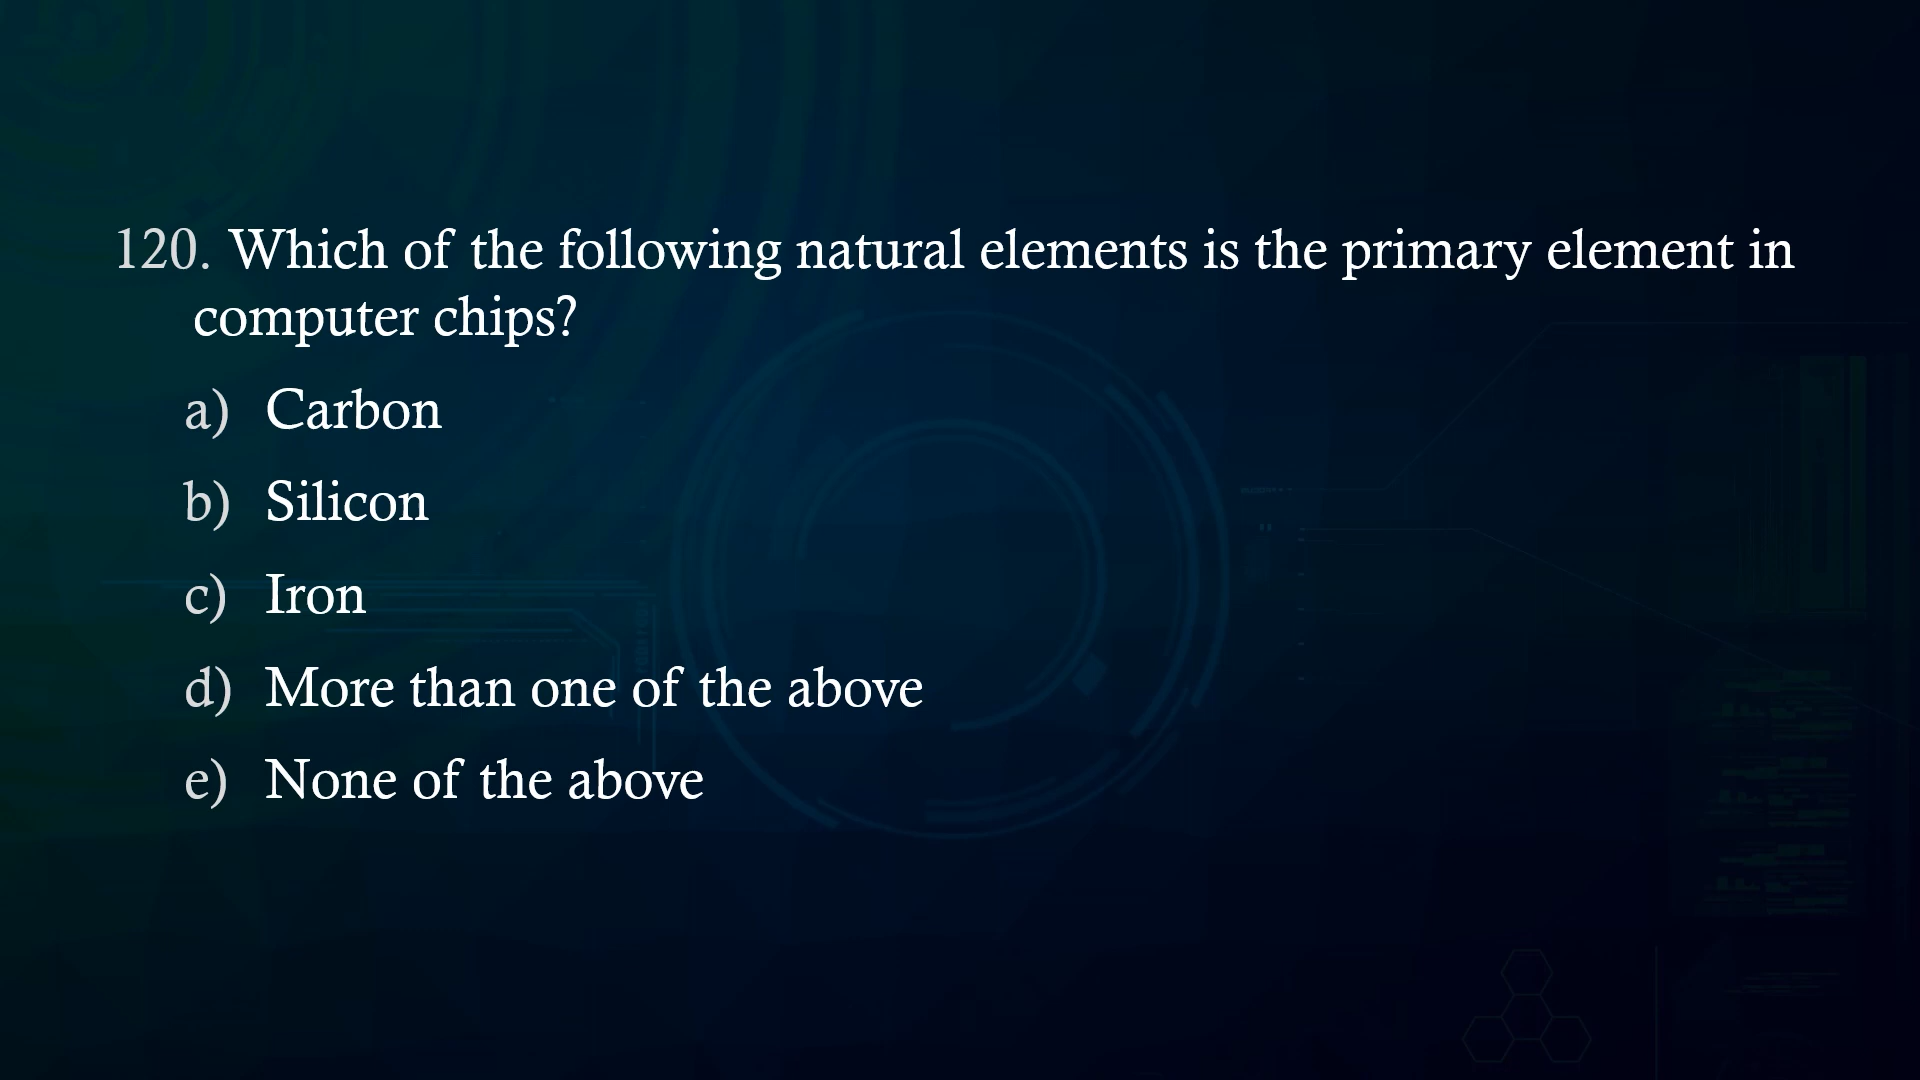 120. Which of the following natural elements is the primary element in
computer chips?
a) Carbon
b) Silicon
c) Iron
d) More than one of the above
e) None of the above